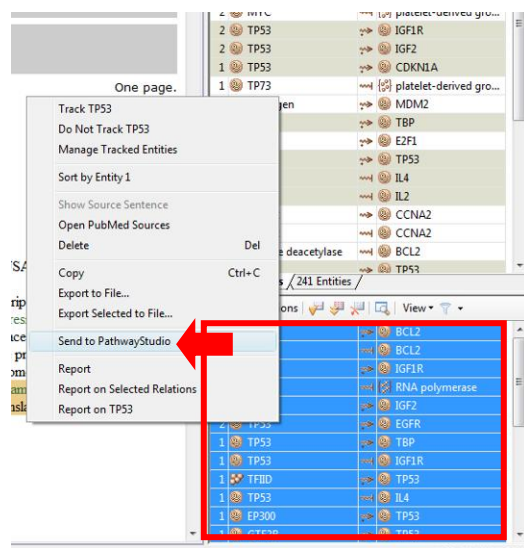 2 MYC platelet-derived gro...
2 TP53 IGF1R
2 TP53 IGF2
1 TP53 CDKN1A
One page.
1 TP73 platelet-derived gro...
MDM2
TBP
E2F1
TP53
IL4
IL2
CCNA2
CCNA2
deacetylase BCL2
TP53
Track TP53
Do Not Track TP53
Manage Tracked Entities
Sort by Entity 1
Show Source Sentence
Open PubMed Sources
Delete Del
Copy Ctrl+C
Export to File...
Export Selected to File...
Send to PathwayStudio
Report
Report on Selected Relations
Report on TP53
241 Entities
View
BCL2
BCL2
IGF1R
RNA polymerase
IGF2
2 TP53 EGFR
1 TP53 TBP
1 TP53 IGF1R
1 TFIID TP53
1 TP53 IL4
1 EP300 TP53
1 GTF2B TP53